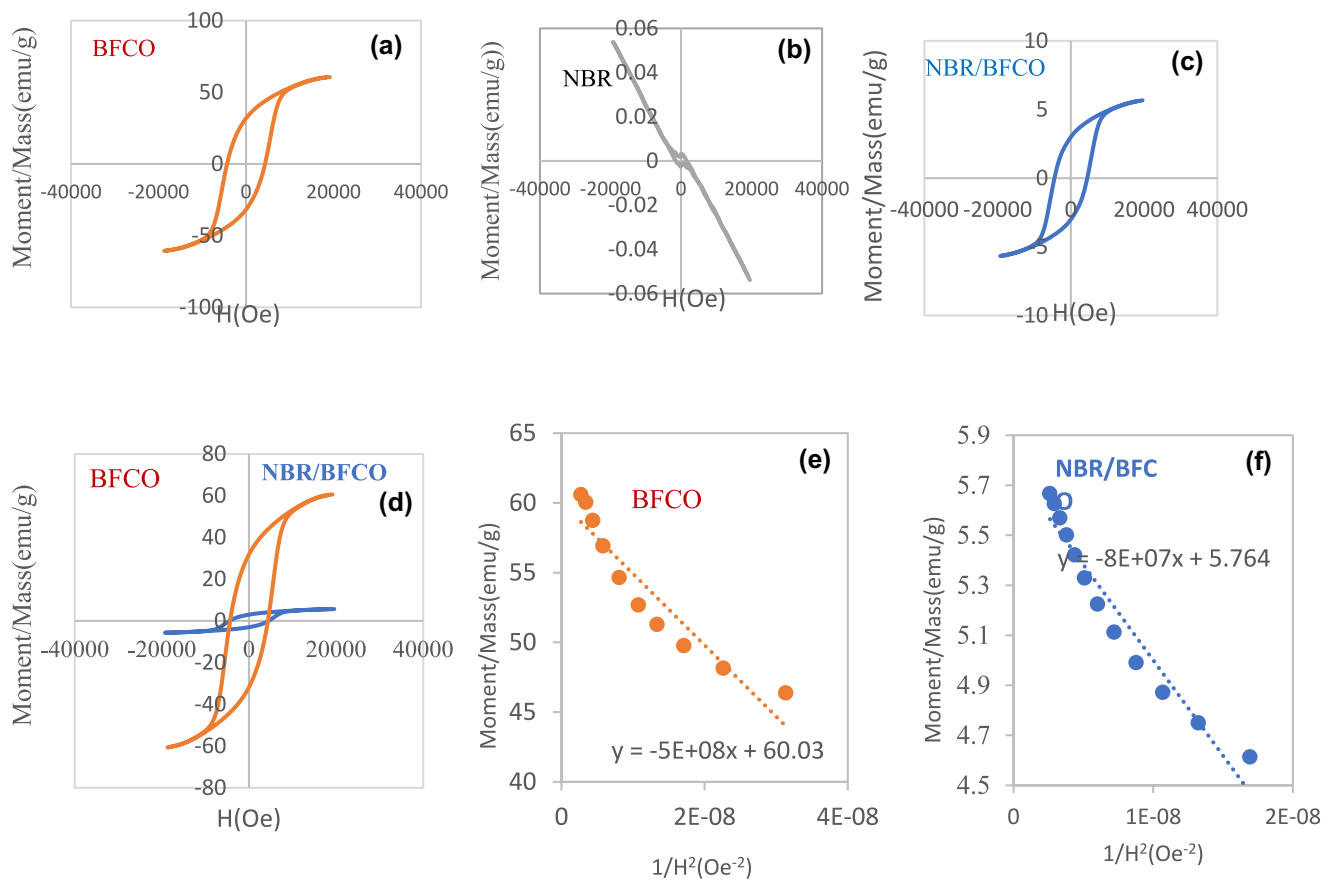 (a)
BFCO
Moment/Mass(emu/g)
100
50
0
-50
-100
-40000 -20000 0 20000 40000
H(Oe)
(b)
NBR
Moment/Mass(emu/g))
0.06
0.04
0.02
0
-0.02
-0.04
-0.06
-40000 -20000 0 20000 40000
H(Oe)
(c)
NBR/BFCO
Moment/Mass(emu/g)
10
5
0
-5
-10
-40000 -20000 0 20000 40000
H(Oe)
(d)
BFCO
NBR/BFCO
Moment/Mass(emu/g)
80
60
40
20
0
-20
-40
-60
-80
-40000 -20000 0 20000 40000
H(Oe)
(e)
BFCO
Moment/Mass(emu/g)
65
60
55
50
45
40
y = -5E+08x + 60.03
0 2E-08 4E-08
1/H²(Oe⁻²)
(f)
NBR/BFC
O
Moment/Mass(emu/g)
5.9
5.7
5.5
5.3
5.1
4.9
4.7
4.5
y = -8E+07x + 5.764
0 1E-08 2E-08
1/H²(Oe⁻²)